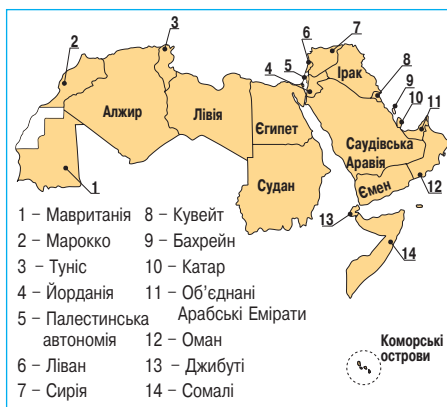 3
7
6
2
5
4
Ірак
8
9
10
11
Алжир
Лівія
Єгипет
Саудівська
Аравія
Судан
Ємен
1
12
13
14
1 – Мавританія
2 – Марокко
3 – Туніс
4 – Йорданія
5 – Палестинська
автономія
6 – Ліван
7 – Сирія
8 – Кувейт
9 – Бахрейн
10 – Катар
11 – Об’єднані
Арабські Емірати
12 – Оман
13 – Джибуті
14 – Сомалі
Коморські
острови